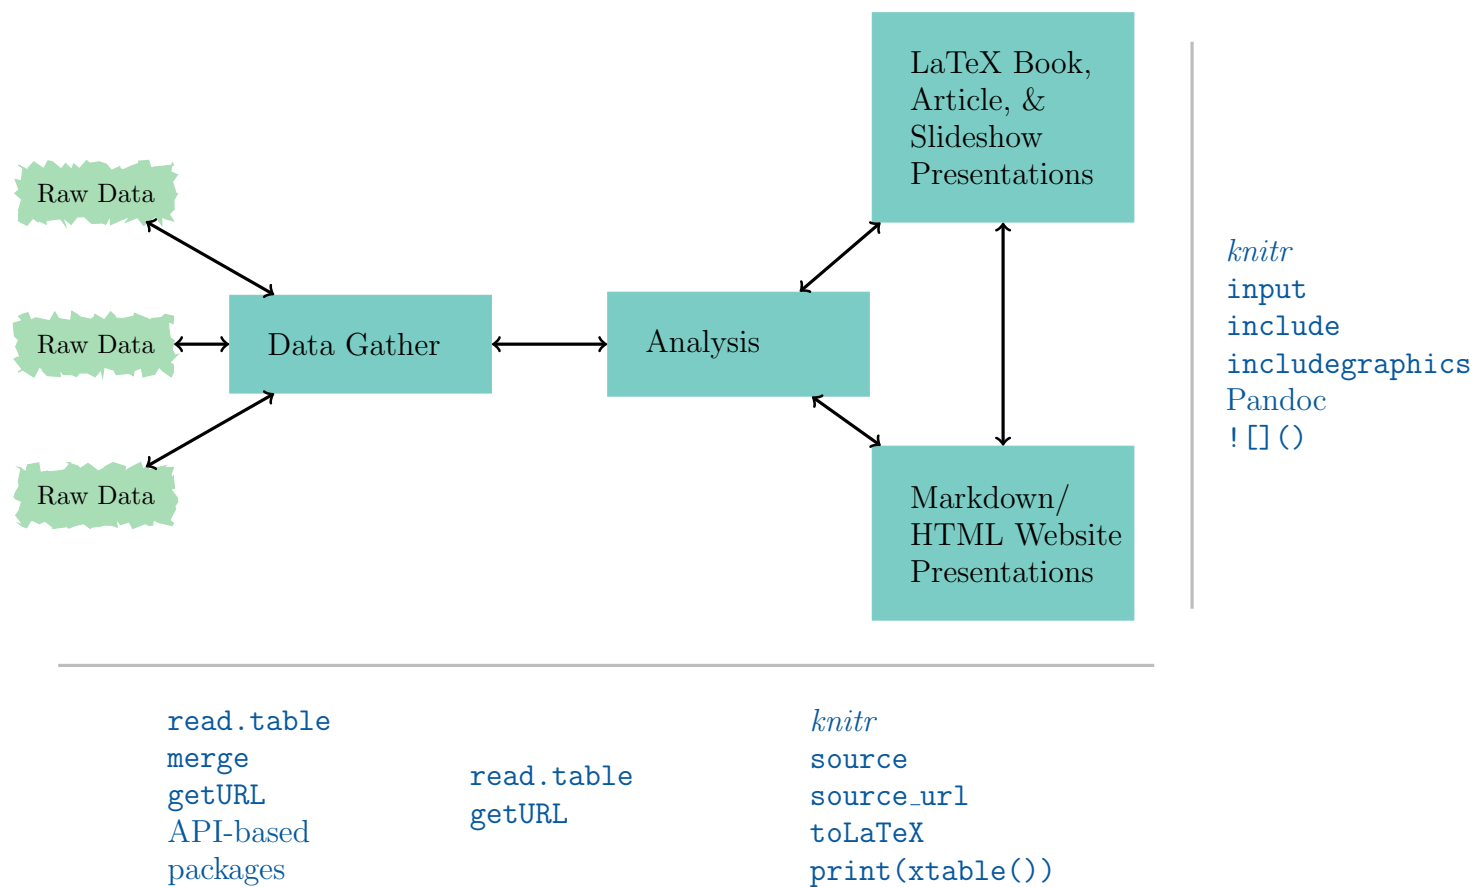 LaTeX Book,
Article, &
Slideshow
Presentations
Raw Data
Raw Data
Raw Data
Data Gather
Analysis
Markdown/
HTML Website
Presentations
knitr
input
include
includegraphics
Pandoc
![]()
read.table
merge
getURL
API-based
packages
read.table
getURL
knitr
source
source_url
toLaTeX
print(xtable())